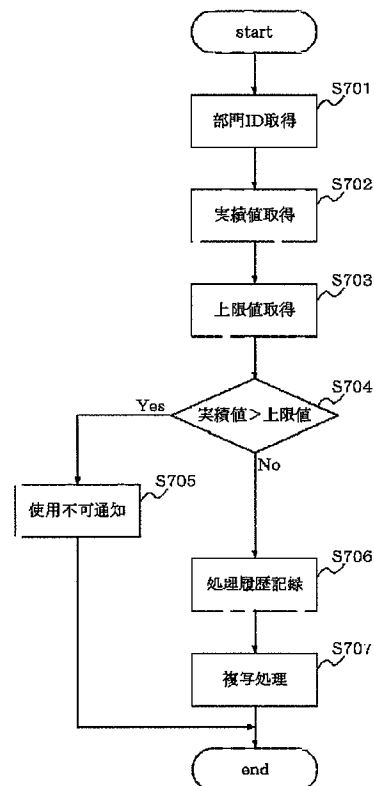 start
S701
部門ID取得
S702
実績値取得
S703
上限値取得
S704
実績値>上限値
Yes
No
S705
使用不可通知
S706
処理履歴記録
S707
複写処理
end